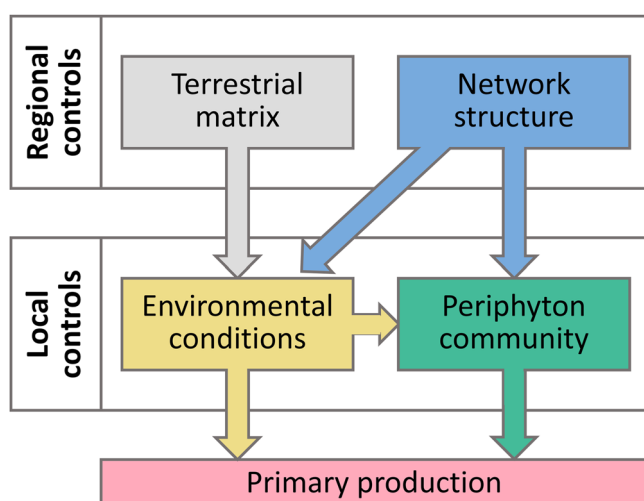 Regional
controls
Terrestrial
matrix
Network
structure
Local
controls
Environmental
conditions
Periphyton
community
Primary production